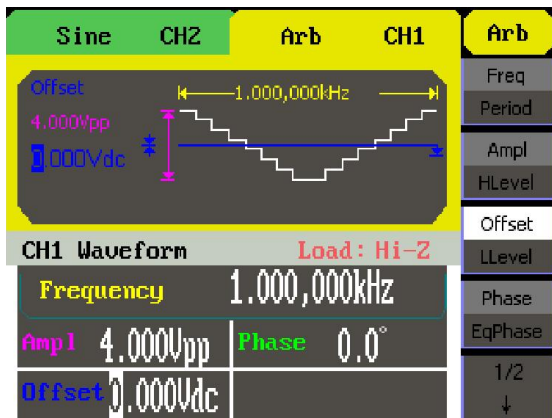 Sine CH2 Arb CH1 Arb
Offset
1.000,000kHz
4.000Vpp
0.000Vdc
Freq
Period
Ampl
HLevel
Offset
LLevel
Phase
EqPhase
1/2
↓
CH1 Waveform Load: Hi-Z
Frequency 1.000,000kHz
Ampl 4.000Vpp Phase 0.0°
Offset 0.000Vdc